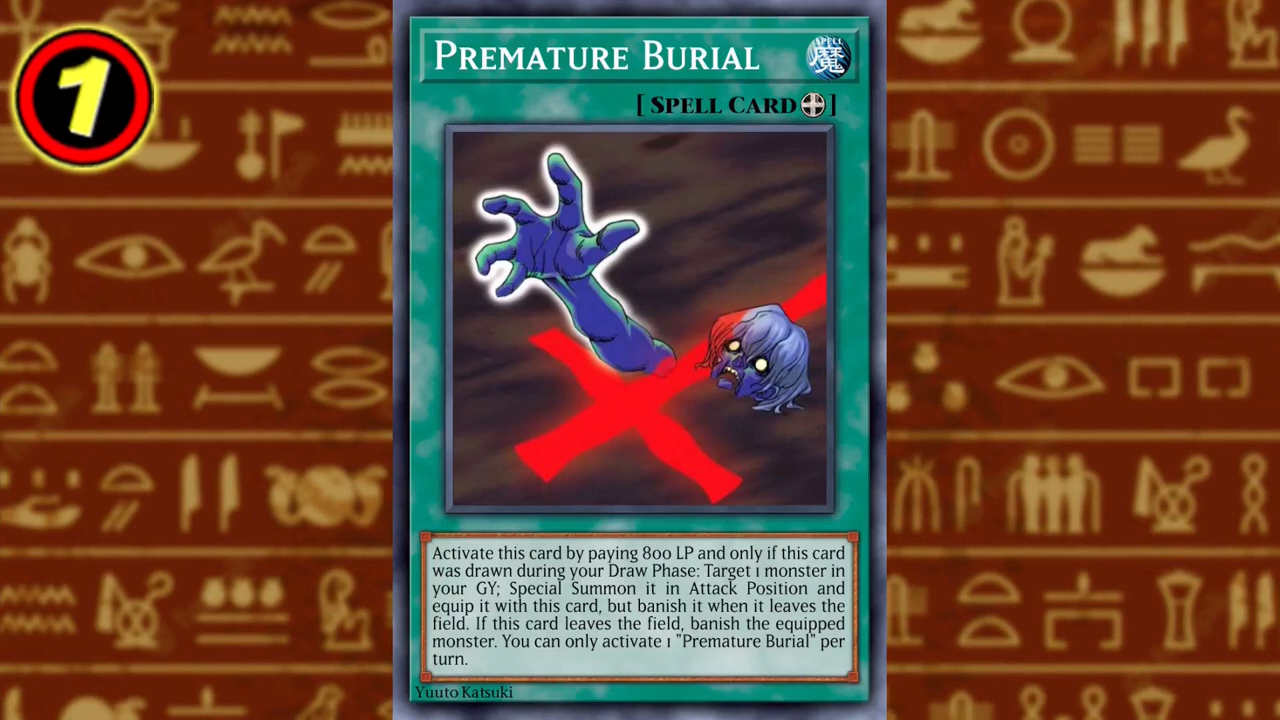 1
PREMATURE BURIAL
SPELL
魔
[ SPELL CARD ]
Activate this card by paying 800 LP and only if this card
was drawn during your Draw Phase: Target 1 monster in
your GY; Special Summon it in Attack Position and
equip it with this card, but banish it when it leaves the
field. If this card leaves the field, banish the equipped
monster. You can only activate 1 "Premature Burial" per
turn.
Yuuto Katsuki